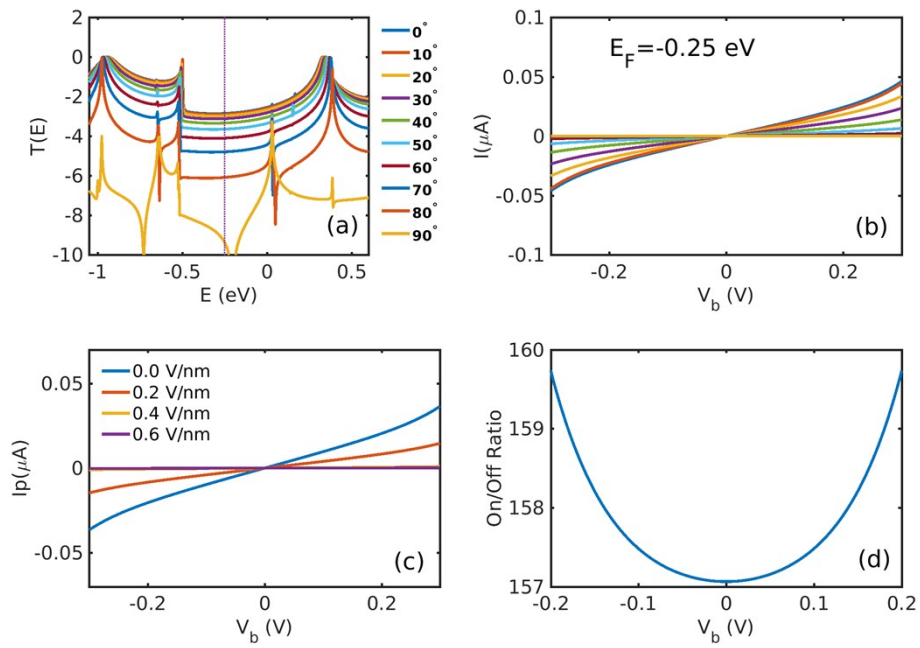 2
0
-2
-4
-6
-8
-10
T(E)
-1
-0.5
0
0.5
E (eV)
(a)
0°
10°
20°
30°
40°
50°
60°
70°
80°
90°
0.1
0.05
0
-0.05
-0.1
I(μA)
E_F=-0.25 eV
(b)
-0.2
0
0.2
V_b (V)
0.05
0
-0.05
Ip(μA)
0.0 V/nm
0.2 V/nm
0.4 V/nm
0.6 V/nm
(c)
-0.2
0
0.2
V_b (V)
160
159
158
157
On/Off Ratio
(d)
-0.2
-0.1
0
0.1
0.2
V_b (V)